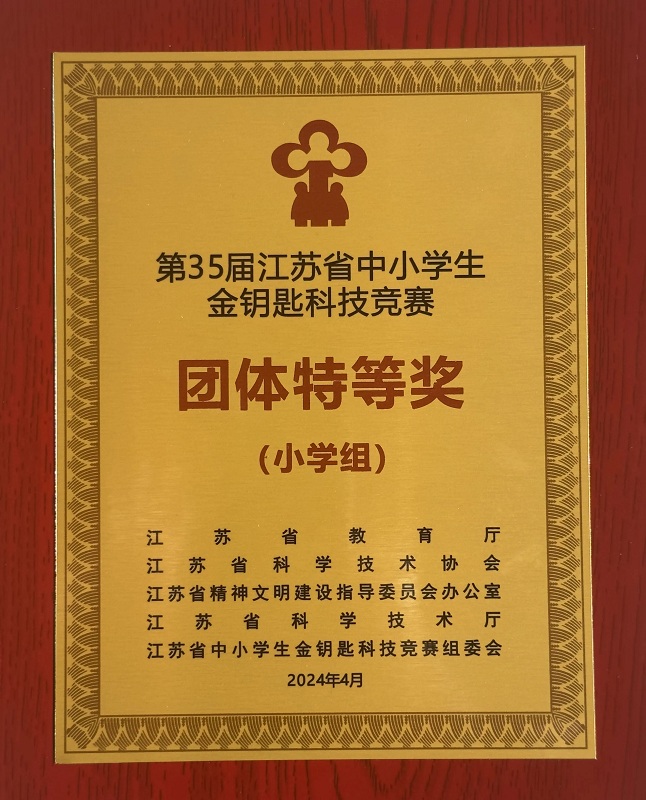 第35届江苏省中小学生
金钥匙科技竞赛
团体特等奖
（小学组）
江苏省教育厅
江苏省科学技术协会
江苏省精神文明建设指导委员会办公室
江苏省科学技术厅
江苏省中小学生金钥匙科技竞赛组委会
2024年4月